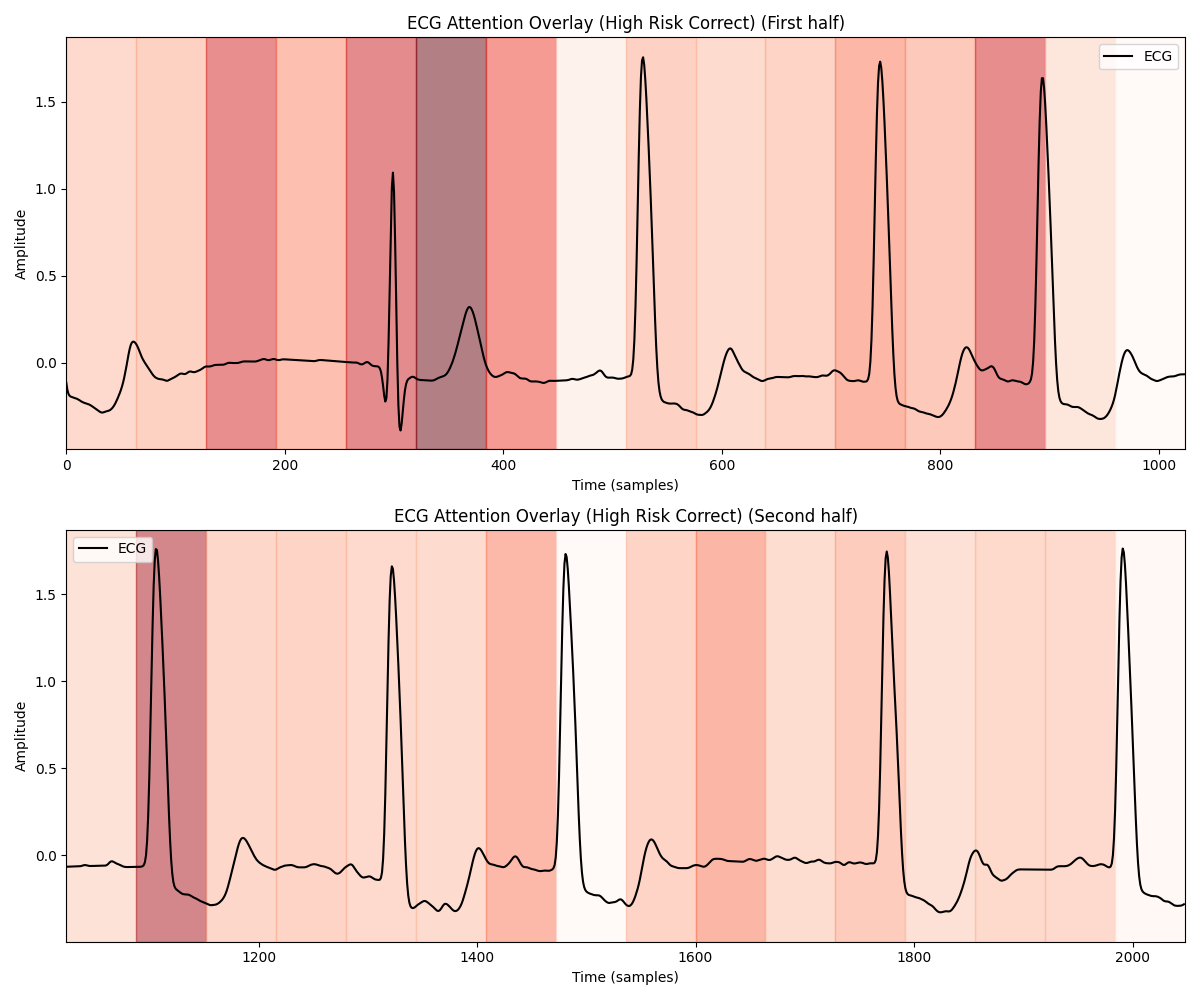 ECG Attention Overlay (High Risk Correct) (First half)
ECG
1.5
1.0
0.5
0.0
Amplitude
0 200 400 600 800 1000
Time (samples)
ECG Attention Overlay (High Risk Correct) (Second half)
ECG
1.5
1.0
0.5
0.0
Amplitude
1200 1400 1600 1800 2000
Time (samples)